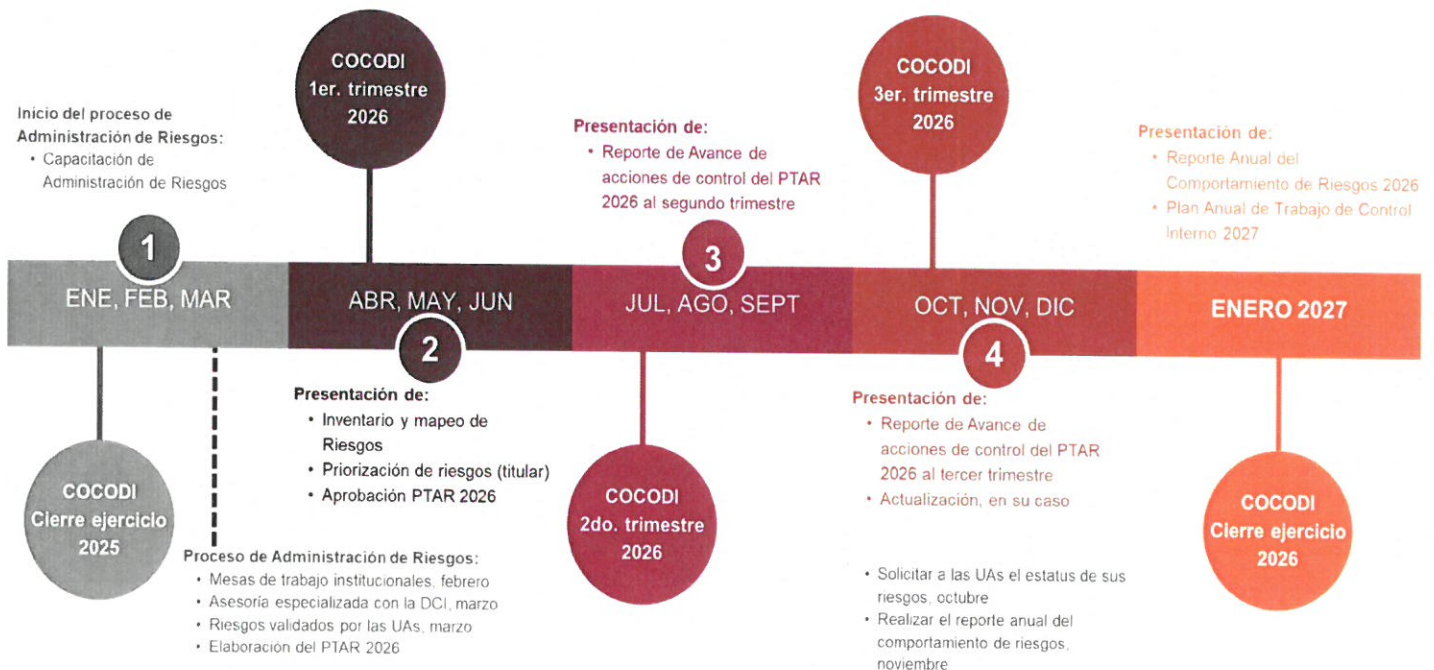 COCODI
1er. trimestre
2026
COCODI
3er. trimestre
2026
Inicio del proceso de
Administración de Riesgos:
• Capacitación de
Administración de Riesgos
Presentación de:
• Reporte de Avance de
acciones de control del PTAR
2026 al segundo trimestre
Presentación de:
• Reporte Anual del
Comportamiento de Riesgos 2026
• Plan Anual de Trabajo de Control
Interno 2027
1
3
ENE, FEB, MAR
ABR, MAY, JUN
JUL, AGO, SEPT
OCT, NOV, DIC
ENERO 2027
2
4
Presentación de:
• Inventario y mapeo de
Riesgos
• Priorización de riesgos (titular)
• Aprobación PTAR 2026
Presentación de:
• Reporte de Avance de
acciones de control del PTAR
2026 al tercer trimestre
• Actualización, en su caso
COCODI
Cierre ejercicio
2025
COCODI
2do. trimestre
2026
COCODI
Cierre ejercicio
2026
Proceso de Administración de Riesgos:
• Mesas de trabajo institucionales, febrero
• Asesoría especializada con la DCI, marzo
• Riesgos validados por las UAs, marzo
• Elaboración del PTAR 2026
• Solicitar a las UAs el estatus de sus
riesgos, octubre
• Realizar el reporte anual del
comportamiento de riesgos,
noviembre